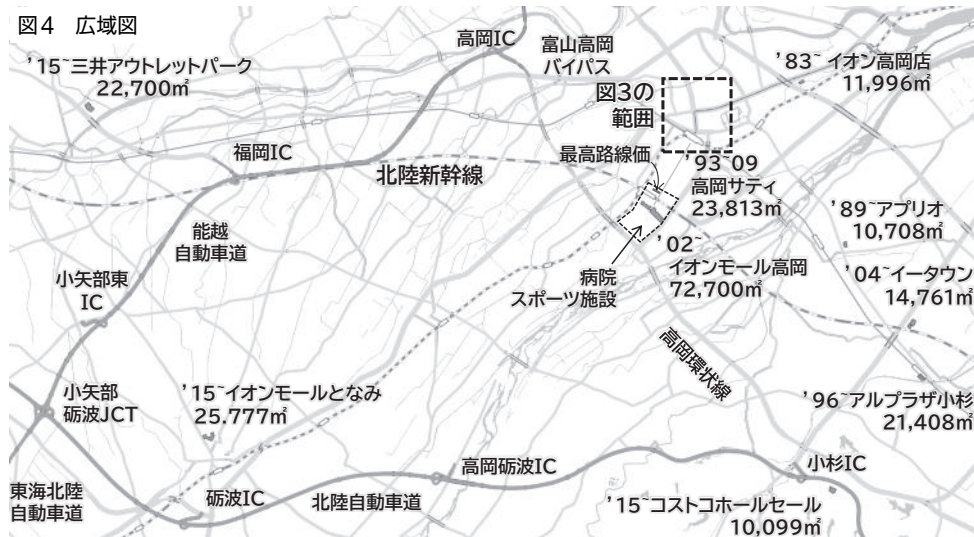 図4 広域図
高岡IC
富山高岡
バイパス
'83~イオン高岡店
11,996㎡
'15~三井アウトレットパーク
22,700㎡
図3の
範囲
福岡IC
北陸新幹線
最高路線価
'93~09
高岡サティ
23,813㎡
'89~アプリオ
10,708㎡
能越
自動車道
'02~
イオンモール高岡
72,700㎡
'04~イータウン
14,761㎡
小矢部東
IC
病院
スポーツ施設
高岡環状線
小矢部
砺波JCT
'15~イオンモールとなみ
25.777㎡
'96~アルプラザ小杉
21,408㎡
高岡砺波IC
小杉IC
東海北陸
自動車道
砺波IC
北陸自動車道
'15~コストコホールセール
10,099㎡